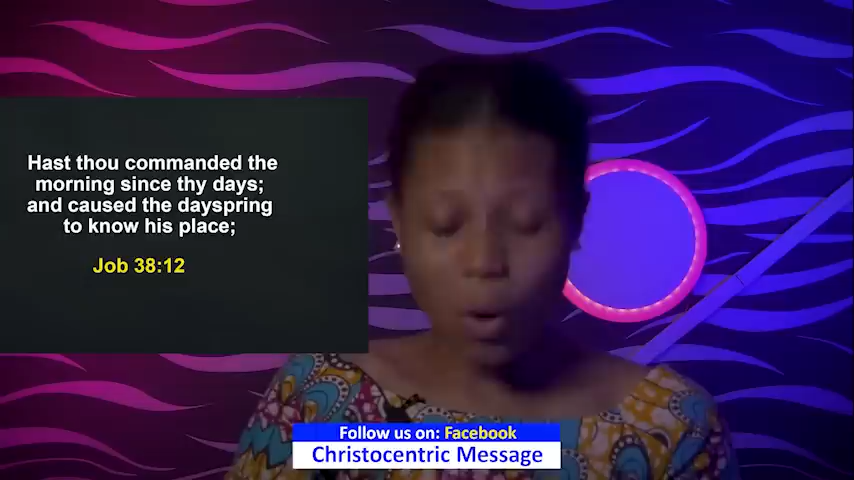 Hast thou commanded the
morning since thy days;
and caused the dayspring
to know his place;
Job 38:12
Follow us on: Facebook
Christocentric Message